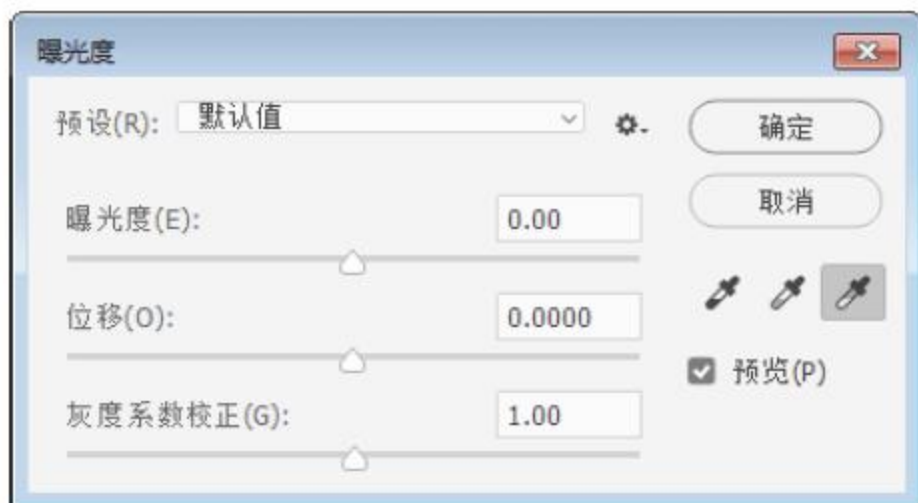 曝光度
预设(R): 默认值
确定
取消
曝光度(E): 0.00
位移(O): 0.0000
预览(P)
灰度系数校正(G): 1.00